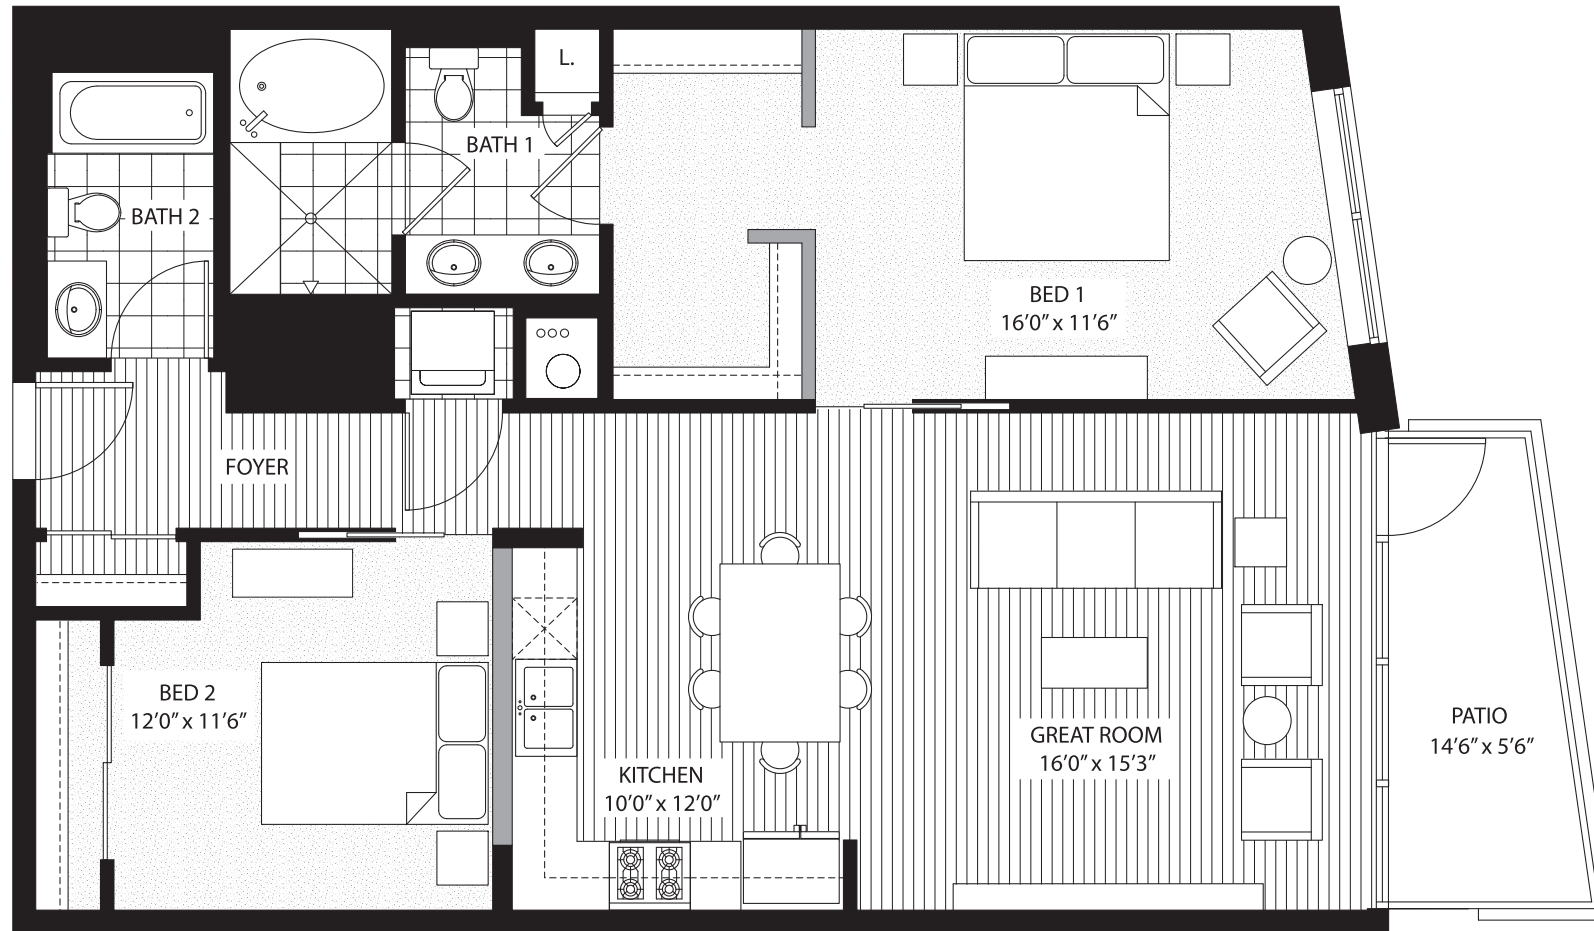 L.
BATH 1
BATH 2
BED 1
16’0” x 11’6”
FOYER
BED 2
12’0” x 11’6”
KITCHEN
10’0” x 12’0”
GREAT ROOM
16’0” x 15’3”
PATIO
14’6” x 5’6”